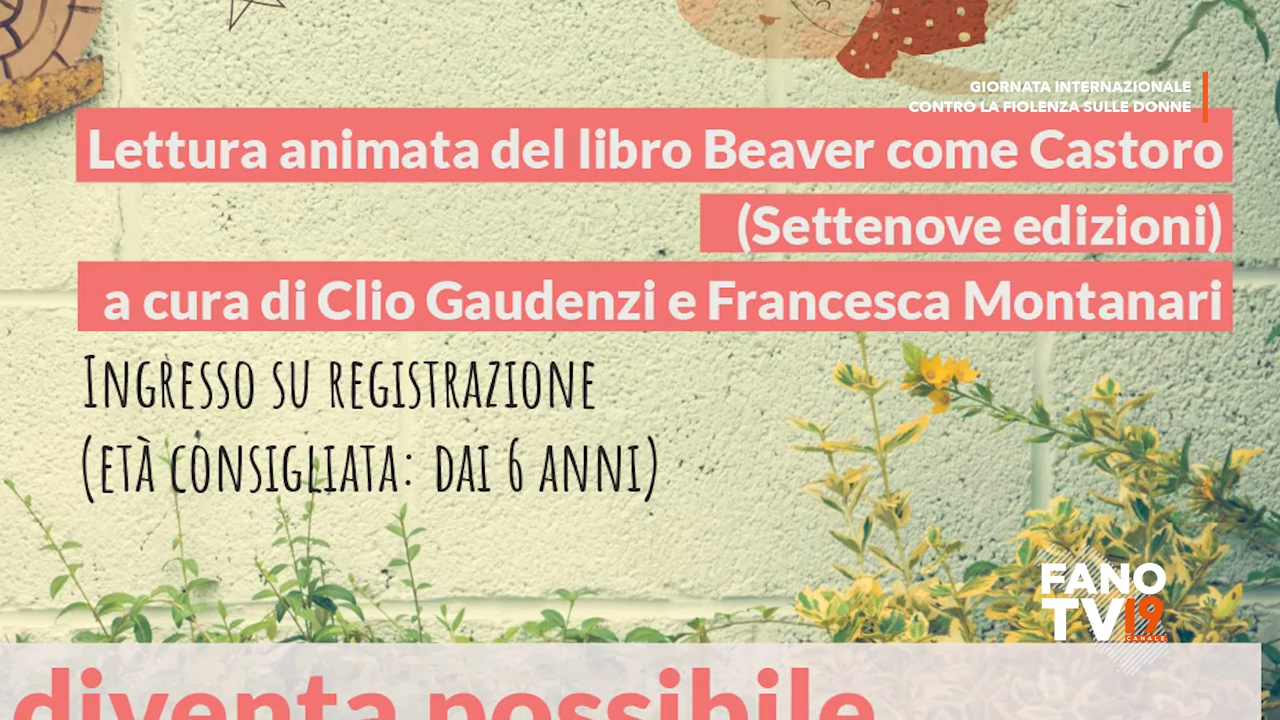 GIORNATA INTERNAZIONALE
CONTRO LA FIOLENZA SULLE DONNE
Lettura animata del libro Beaver come Castoro
(Settenove edizioni)
a cura di Clio Gaudenzi e Francesca Montanari
Ingresso su registrazione
(età consigliata: dai 6 anni)
FANO
TV19
CANALE
diventa possibile